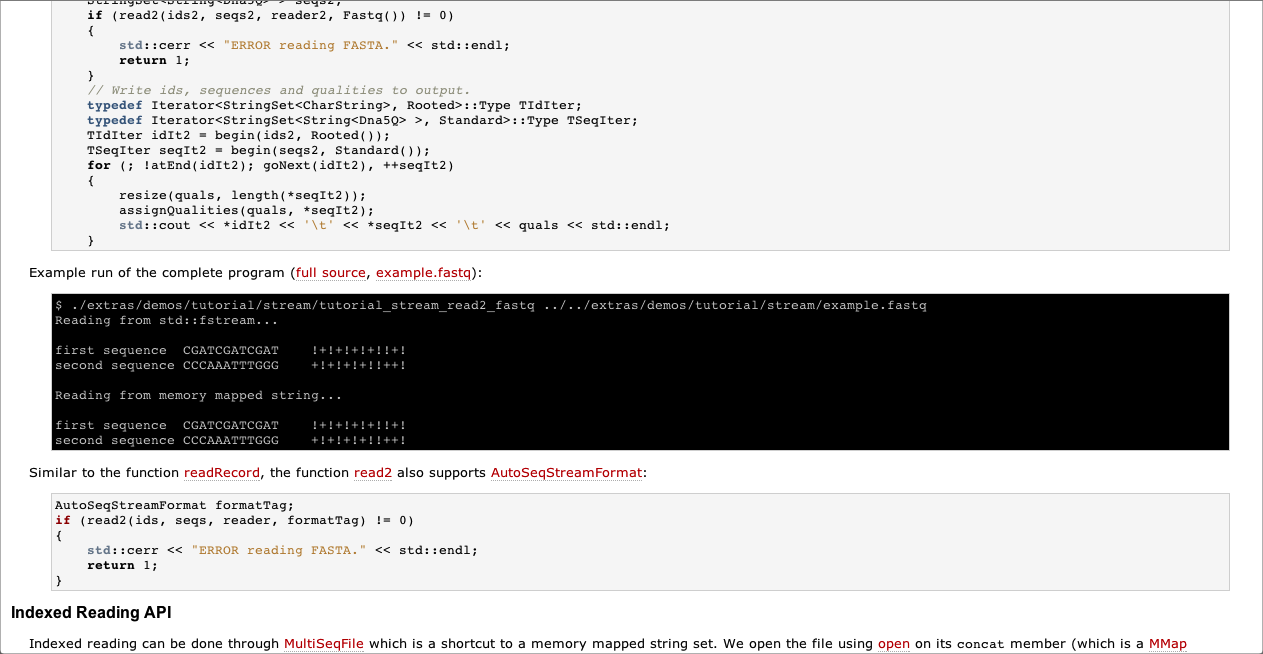 StringSet<String<Dna5Q> > seqs2;
if (read2(ids2, seqs2, reader2, Fastq()) != 0)
{
std::cerr << "ERROR reading FASTA." << std::endl;
return 1;
}
// Write ids, sequences and qualities to output.
typedef Iterator<StringSet<CharString>, Rooted>::Type TIdIter;
typedef Iterator<StringSet<String<Dna5Q> >, Standard>::Type TSeqIter;
TIdIter idIt2 = begin(ids2, Rooted());
TSeqIter seqIt2 = begin(seqs2, Standard());
for (; !atEnd(idIt2); goNext(idIt2), ++seqIt2)
{
resize(quals, length(*seqIt2));
assignQualities(quals, *seqIt2);
std::cout << *idIt2 << '\t' << *seqIt2 << '\t' << quals << std::endl;
}
Example run of the complete program (full source, example.fastq):
$ ./extras/demos/tutorial/stream/tutorial_stream_read2_fastq ../../extras/demos/tutorial/stream/example.fastq
Reading from std::fstream...
first sequence CGATCGATCGAT !+!+!+!+!!+!
second sequence CCCAAATTTGGG +!+!+!+!!++!
Reading from memory mapped string...
first sequence CGATCGATCGAT !+!+!+!+!!+!
second sequence CCCAAATTTGGG +!+!+!+!!++!
Similar to the function readRecord, the function read2 also supports AutoSeqStreamFormat:
AutoSeqStreamFormat formatTag;
if (read2(ids, seqs, reader, formatTag) != 0)
{
std::cerr << "ERROR reading FASTA." << std::endl;
return 1;
}
Indexed Reading API
Indexed reading can be done through MultiSeqFile which is a shortcut to a memory mapped string set. We open the file using open on its concat member (which is a MMap